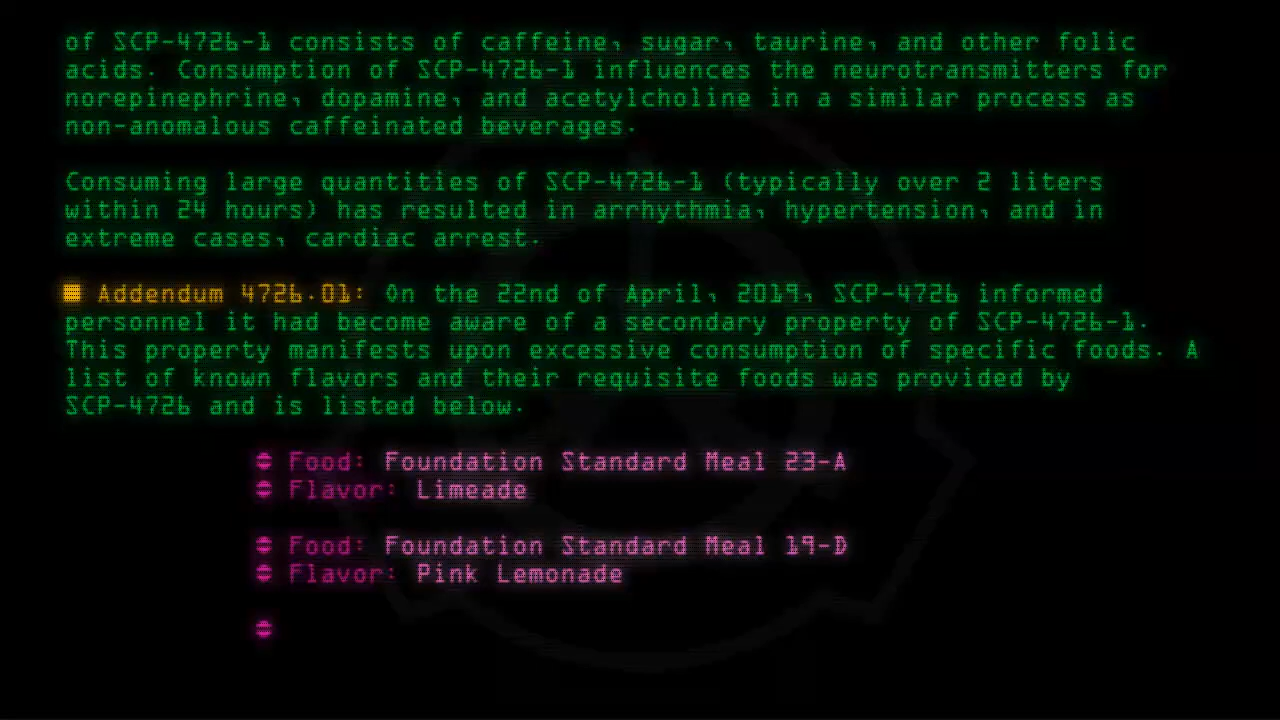 of SCP-4726-1 consists of caffeine, sugar, taurine, and other folic
acids. Consumption of SCP-4726-1 influences the neurotransmitters for
norepinephrine, dopamine, and acetylcholine in a similar process as
non-anomalous caffeinated beverages.
Consuming large quantities of SCP-4726-1 (typically over 2 liters
within 24 hours) has resulted in arrhythmia, hypertension, and in
extreme cases, cardiac arrest.
Addendum 4726.01: On the 22nd of April, 2019, SCP-4726 informed
personnel it had become aware of a secondary property of SCP-4726-1.
This property manifests upon excessive consumption of specific foods. A
list of known flavors and their requisite foods was provided by
SCP-4726 and is listed below.
Food: Foundation Standard Meal 23-A
Flavor: Limeade
Food: Foundation Standard Meal 19-D
Flavor: Pink Lemonade